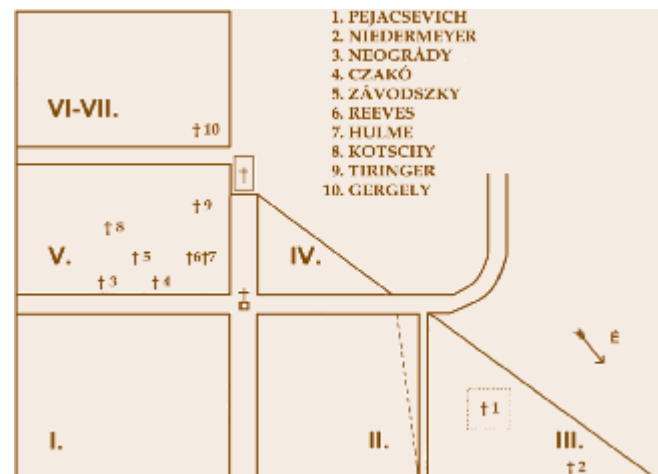 1. PEJACSEVICH
2. NIEDERMEYER
3. NEOGRÁDY
4. CZAKÓ
5. ZÁVODSZKY
6. REEVES
7. HULME
8. KOTSCHY
9. TIRINGER
10. GERGELY
VI-VII.
†10
†
†9
†8
V.
†5
†6†7
IV.
†3
†4
†
É
†1
I.
II.
III.
†2